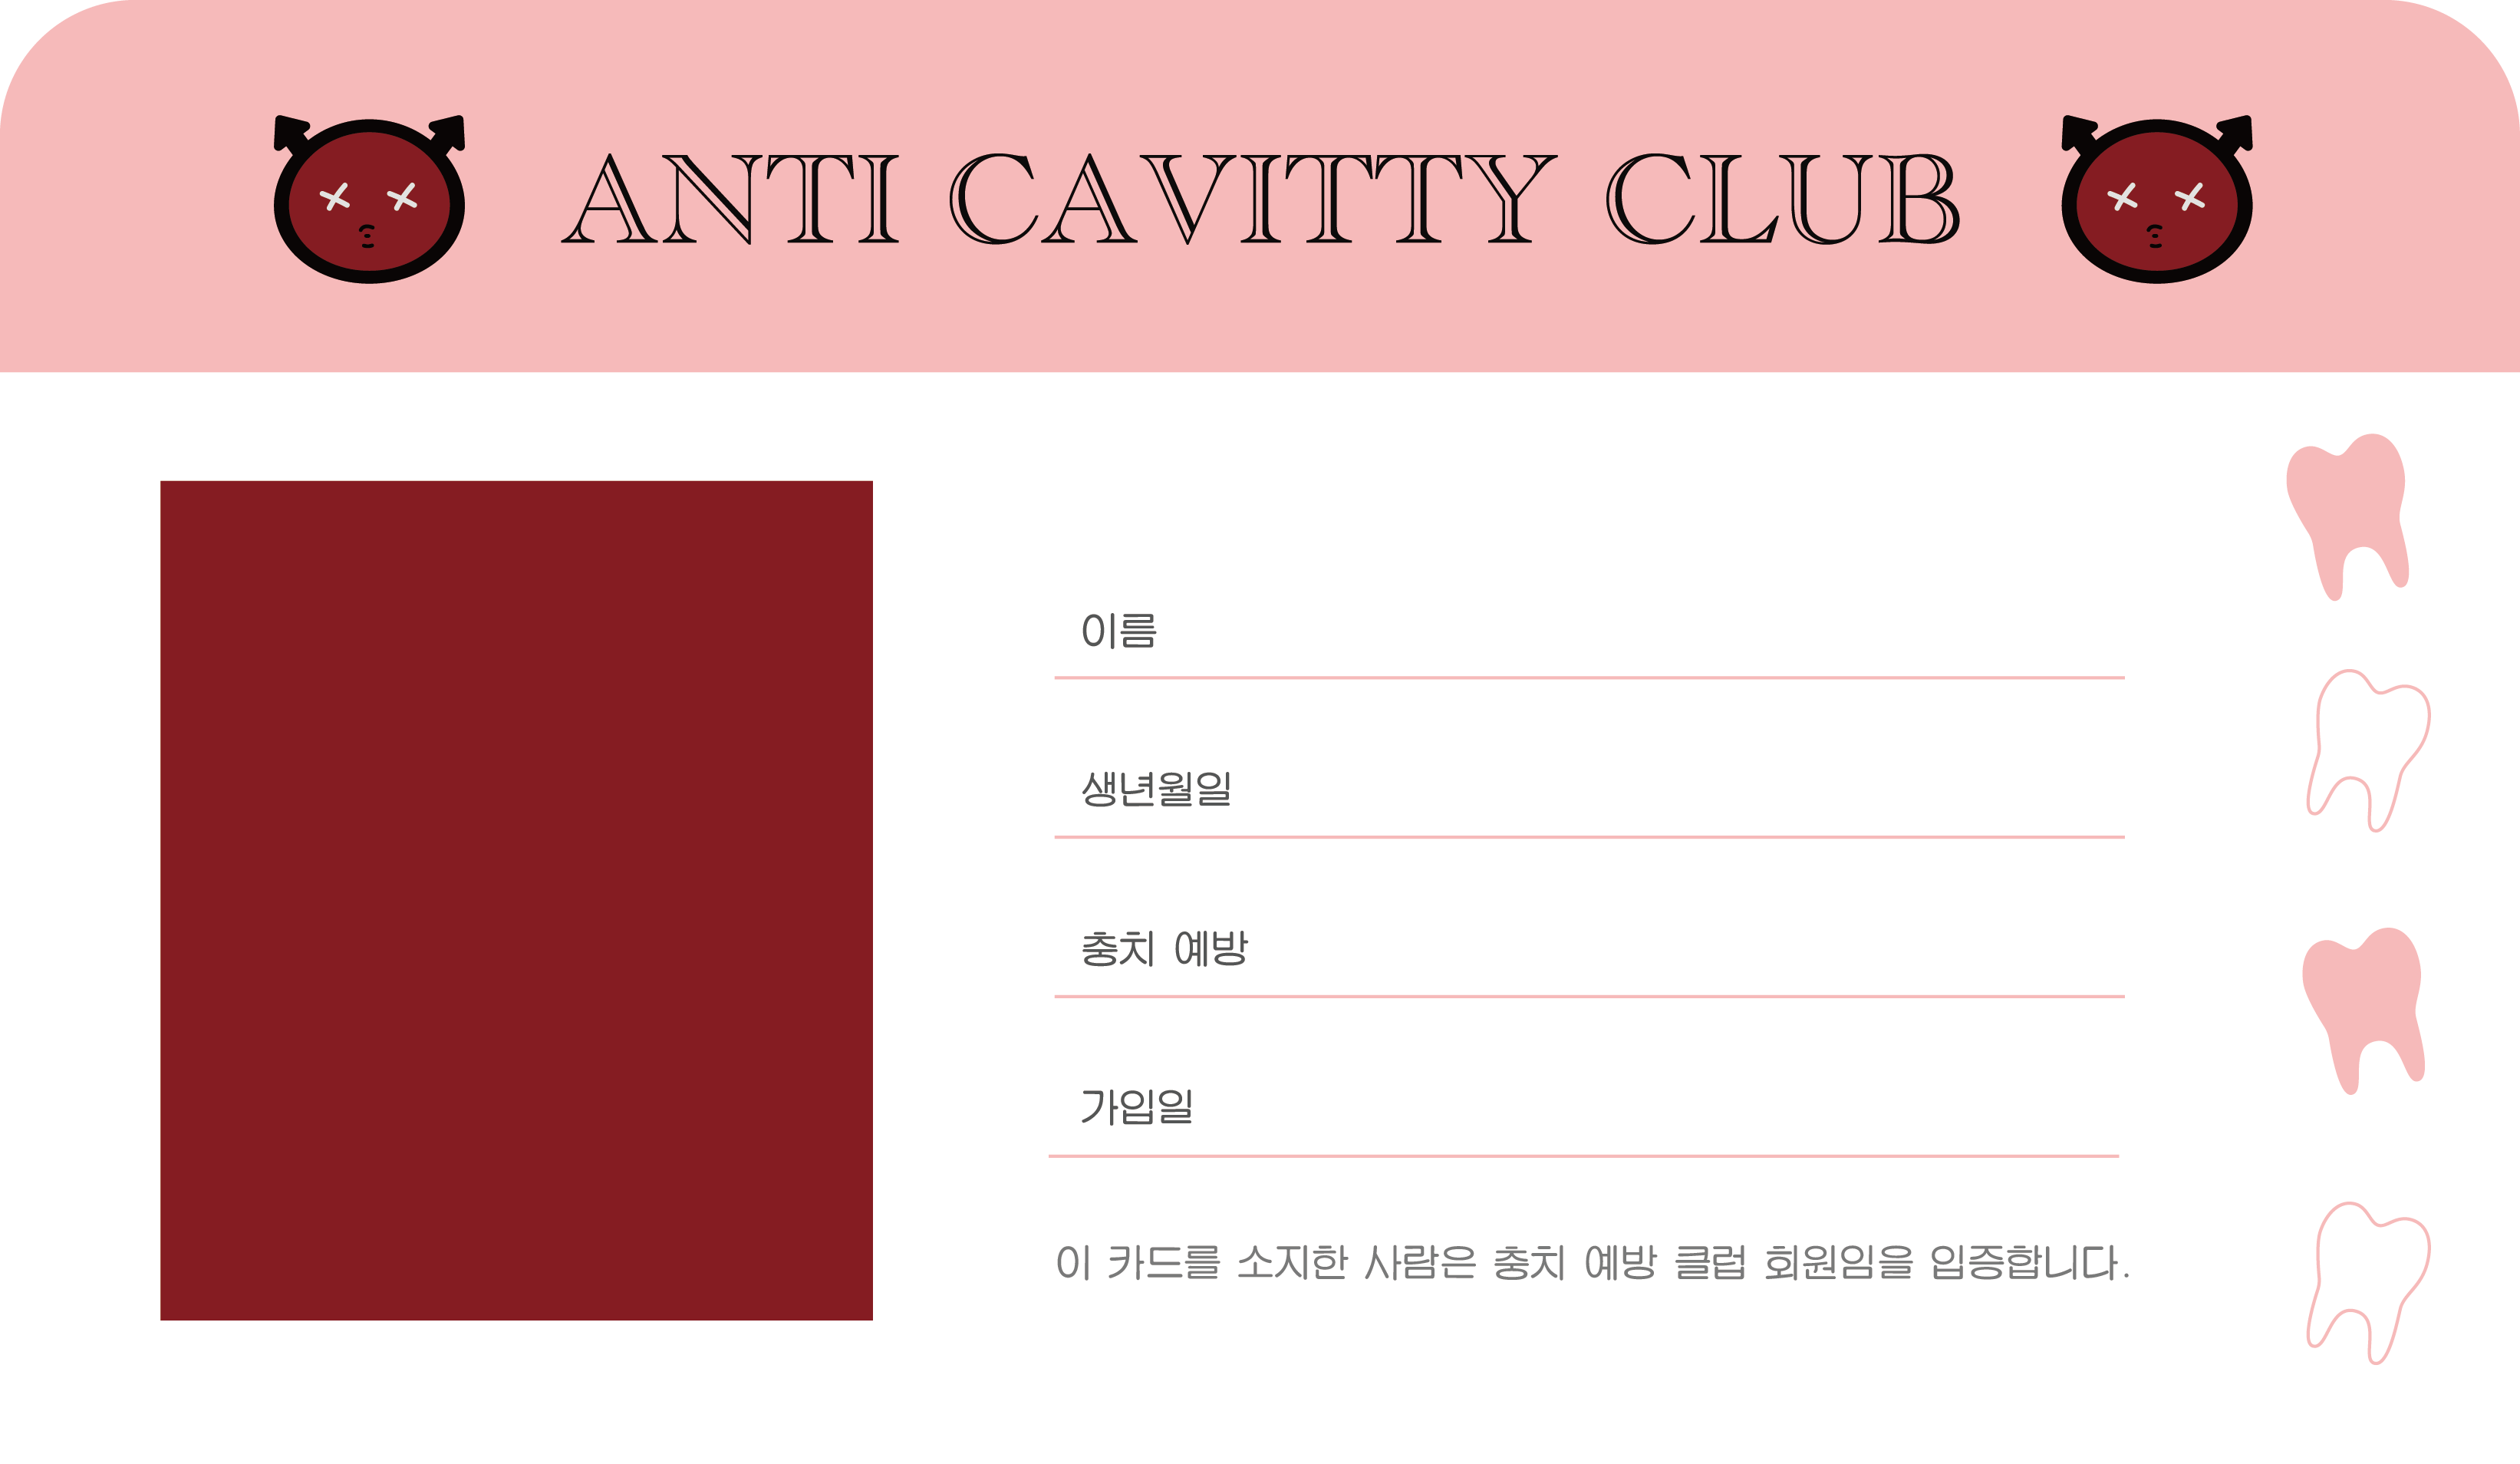 ANTI CAVITTY CLUB
이름
생년월일
충치 예방
가입일
이 카드를 소지한 사람은 충치 예방 클럽 회원임을 입증합니다.